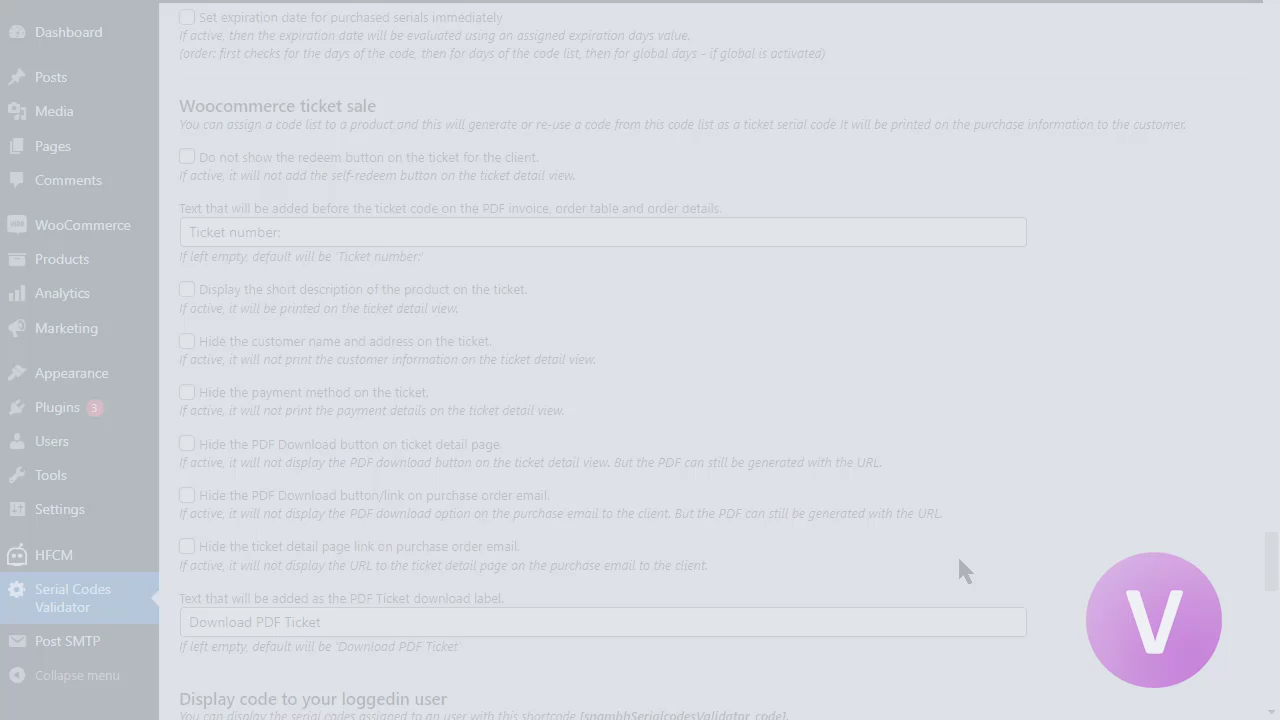 Dashboard
Posts
Media
Pages
Comments
WooCommerce
Products
Analytics
Marketing
Appearance
Plugins 3
Users
Tools
Settings
HFCM
Serial Codes
Validator
Post SMTP
Collapse menu
Set expiration date for purchased serials immediately
If active, then the expiration date will be evaluated using an assigned expiration days value.
(order: first checks for the days of the code, then for days of the code list, then for global days - if global is activated)
Woocommerce ticket sale
You can assign a code list to a product and this will generate or re-use a code from this code list as a ticket serial code It will be printed on the purchase information to the customer.
Do not show the redeem button on the ticket for the client.
If active, it will not add the self-redeem button on the ticket detail view.
Text that will be added before the ticket code on the PDF invoice, order table and order details.
Ticket number:
If left empty, default will be 'Ticket number:'
Display the short description of the product on the ticket.
If active, it will be printed on the ticket detail view.
Hide the customer name and address on the ticket.
If active, it will not print the customer information on the ticket detail view.
Hide the payment method on the ticket.
If active, it will not print the payment details on the ticket detail view.
Hide the PDF Download button on ticket detail page.
If active, it will not display the PDF download button on the ticket detail view. But the PDF can still be generated with the URL.
Hide the PDF Download button/link on purchase order email.
If active, it will not display the PDF download option on the purchase email to the client. But the PDF can still be generated with the URL.
Hide the ticket detail page link on purchase order email.
If active, it will not display the URL to the ticket detail page on the purchase email to the client.
Text that will be added as the PDF Ticket download label.
Download PDF Ticket
If left empty, default will be 'Download PDF Ticket'
Display code to your loggedin user
You can display the serial codes assigned to an user with this shortcode [sngmbhSerialcodesValidator_code].
V